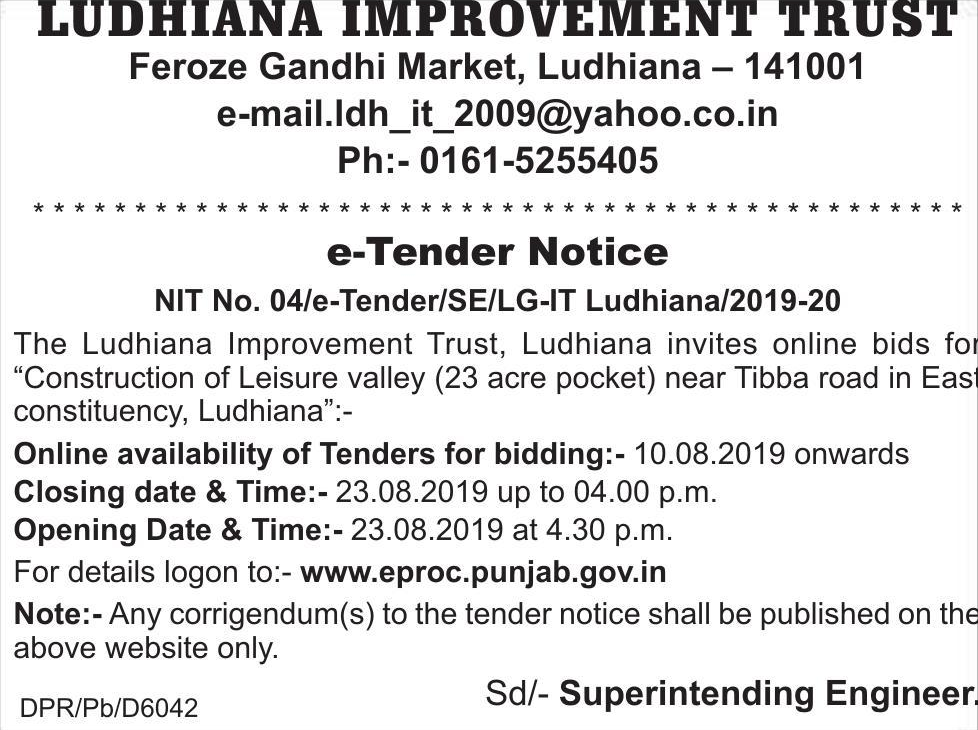 LUDHIANA IMPROVEMENT TRUST
Feroze Gandhi Market, Ludhiana – 141001
e-mail.ldh_it_2009@yahoo.co.in
Ph:- 0161-5255405
* * * * * * * * * * * * * * * * * * * * * * * * * * * * * * * * * * * * * * * * * * * * * *
e-Tender Notice
NIT No. 04/e-Tender/SE/LG-IT Ludhiana/2019-20
The Ludhiana Improvement Trust, Ludhiana invites online bids for
“Construction of Leisure valley (23 acre pocket) near Tibba road in East
constituency, Ludhiana”:-
Online availability of Tenders for bidding:- 10.08.2019 onwards
Closing date & Time:- 23.08.2019 up to 04.00 p.m.
Opening Date & Time:- 23.08.2019 at 4.30 p.m.
For details logon to:- www.eproc.punjab.gov.in
Note:- Any corrigendum(s) to the tender notice shall be published on the
above website only.
Sd/- Superintending Engineer.
DPR/Pb/D6042